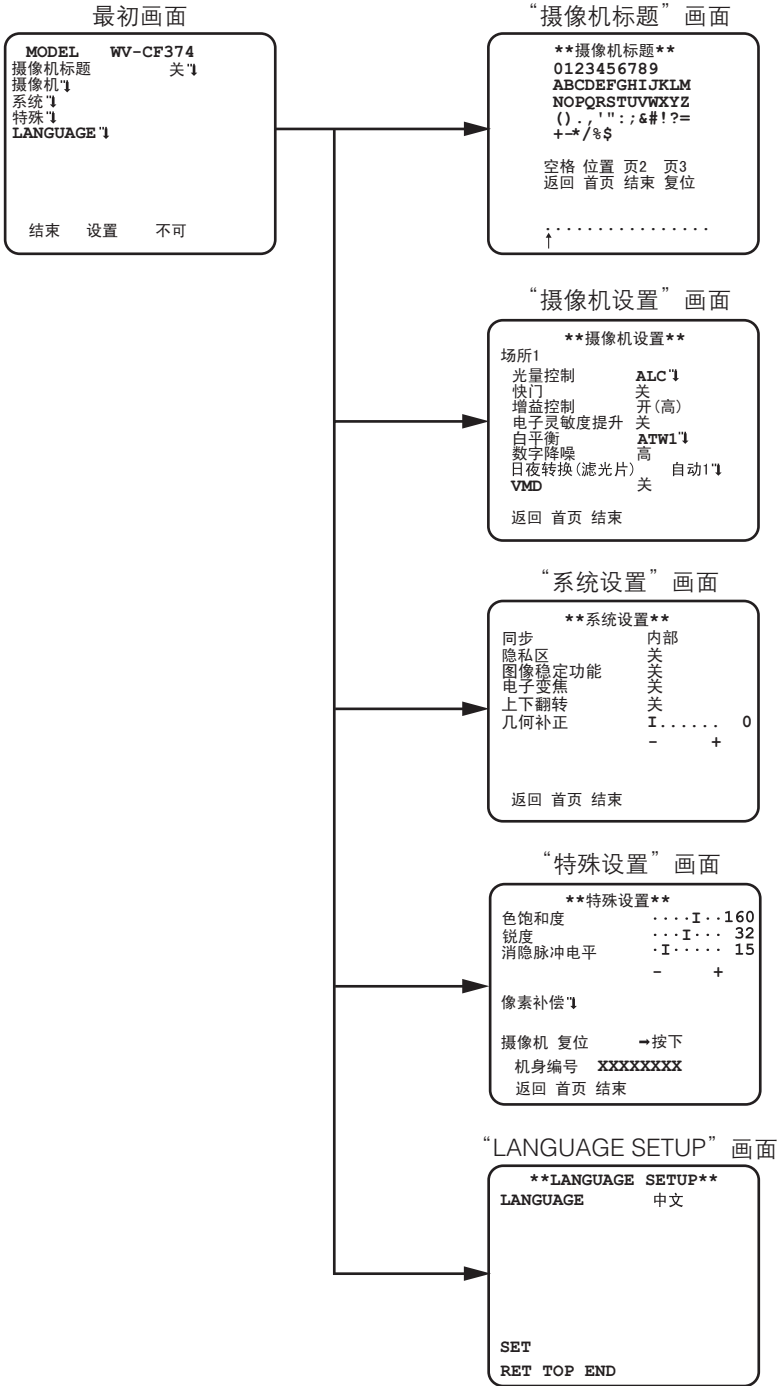 最初画面
MODEL WV-CF374
摄像机标题 关
摄像机
系统
特殊
LANGUAGE
结束 设置 不可
“摄像机标题”画面
**摄像机标题**
0123456789
ABCDEFGHIJKLM
NOPQRSTUVWXYZ
().,'":;&#!?=
+-*/%$
空格 位置 页2 页3
返回 首页 结束 复位
................
↑
“摄像机设置”画面
**摄像机设置**
场所1
光量控制 ALC
快门 关
增益控制 开(高)
电子灵敏度提升 关
白平衡 ATW1
数字降噪 高
日夜转换(滤光片) 自动1
VMD 关
返回 首页 结束
“系统设置”画面
**系统设置**
同步 内部
隐私区 关
图像稳定功能 关
电子变焦 关
上下翻转 关
几何补正 I...... 0
- +
返回 首页 结束
“特殊设置”画面
**特殊设置**
色饱和度 ····I··160
锐度 ···I··· 32
消隐脉冲电平 ·I····· 15
- +
像素补偿
摄像机 复位 →按下
机身编号 XXXXXXXX
返回 首页 结束
“LANGUAGE SETUP”画面
**LANGUAGE SETUP**
LANGUAGE 中文
SET
RET TOP END